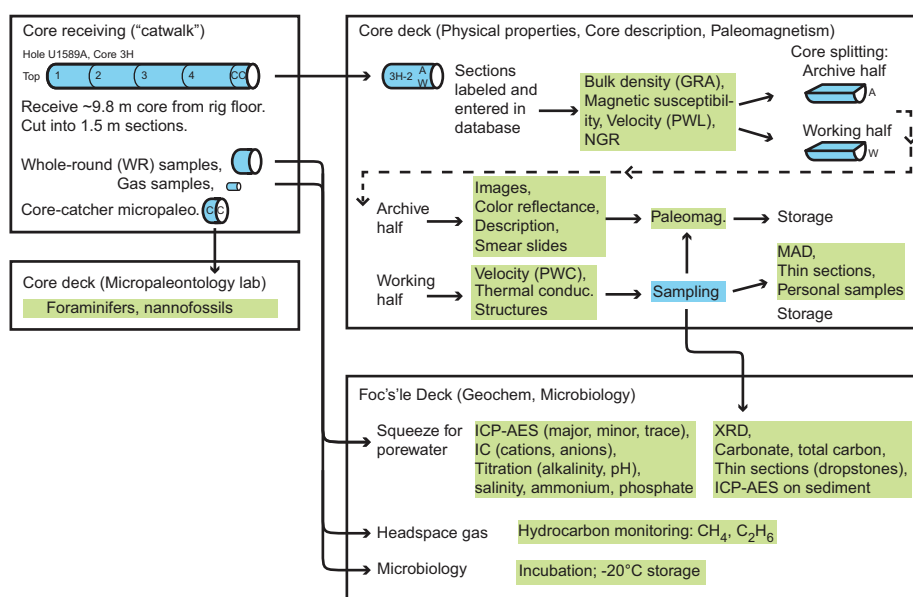 Core receiving (“catwalk”)
Hole U1589A, Core 3H
Top 1 2 3 4 CC
Receive ~9.8 m core from rig floor.
Cut into 1.5 m sections.
Whole-round (WR) samples,
Gas samples,
Core-catcher micropaleo. CC
Core deck (Micropaleontology lab)
Foraminifers, nannofossils
Core deck (Physical properties, Core description, Paleomagnetism)
3H-2 A
W
Sections
labeled and
entered in
database
Bulk density (GRA),
Magnetic susceptibil-
ity, Velocity (PWL),
NGR
Core splitting:
Archive half
A
Working half
W
Archive
half
Images,
Color reflectance,
Description,
Smear slides
Paleomag.
Storage
Working
half
Velocity (PWC),
Thermal conduc.
Structures
Sampling
MAD,
Thin sections,
Personal samples
Storage
Foc’s’le Deck (Geochem, Microbiology)
Squeeze for
porewater
ICP-AES (major, minor, trace),
IC (cations, anions),
Titration (alkalinity, pH),
salinity, ammonium, phosphate
XRD,
Carbonate, total carbon,
Thin sections (dropstones),
ICP-AES on sediment
Headspace gas
Hydrocarbon monitoring: CH4, C2H6
Microbiology
Incubation; -20°C storage